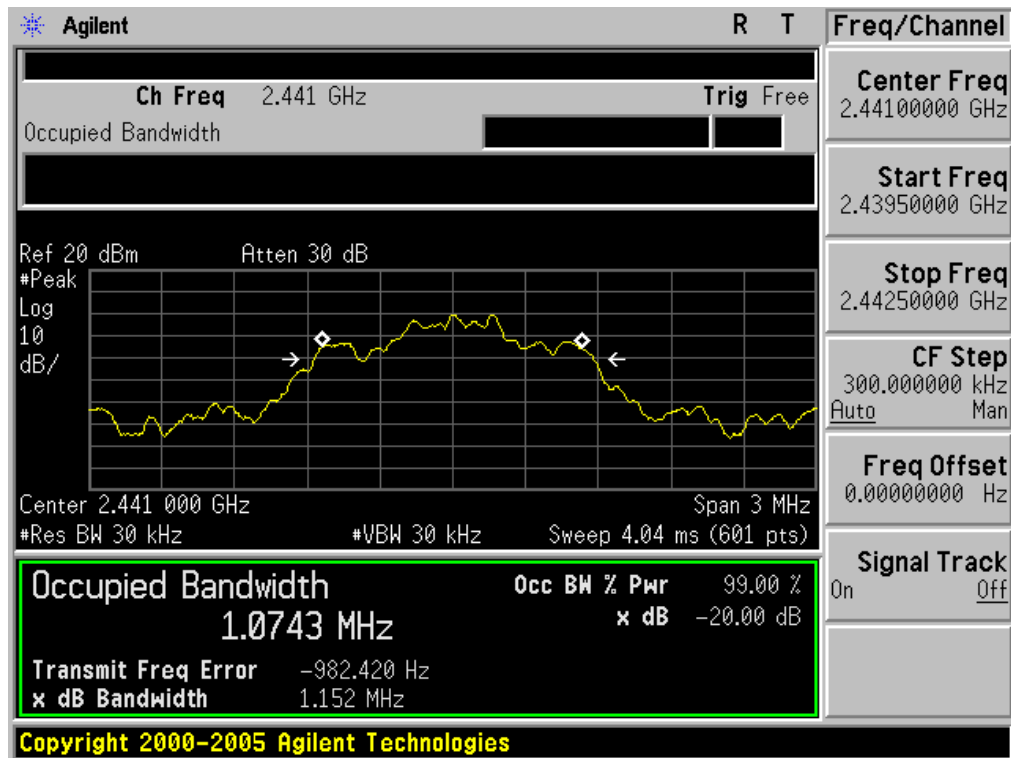 Agilent R T
Ch Freq 2.441 GHz Trig Free
Occupied Bandwidth
Ref 20 dBm Atten 30 dB
#Peak
Log
10
dB/
Center 2.441 000 GHz Span 3 MHz
#Res BW 30 kHz #VBW 30 kHz Sweep 4.04 ms (601 pts)
Occupied Bandwidth Occ BW % Pwr 99.00 %
1.0743 MHz x dB -20.00 dB
Transmit Freq Error -982.420 Hz
x dB Bandwidth 1.152 MHz
Copyright 2000-2005 Agilent Technologies
Freq/Channel
Center Freq
2.44100000 GHz
Start Freq
2.43950000 GHz
Stop Freq
2.44250000 GHz
CF Step
300.000000 kHz
Auto Man
Freq Offset
0.00000000 Hz
Signal Track
On Off